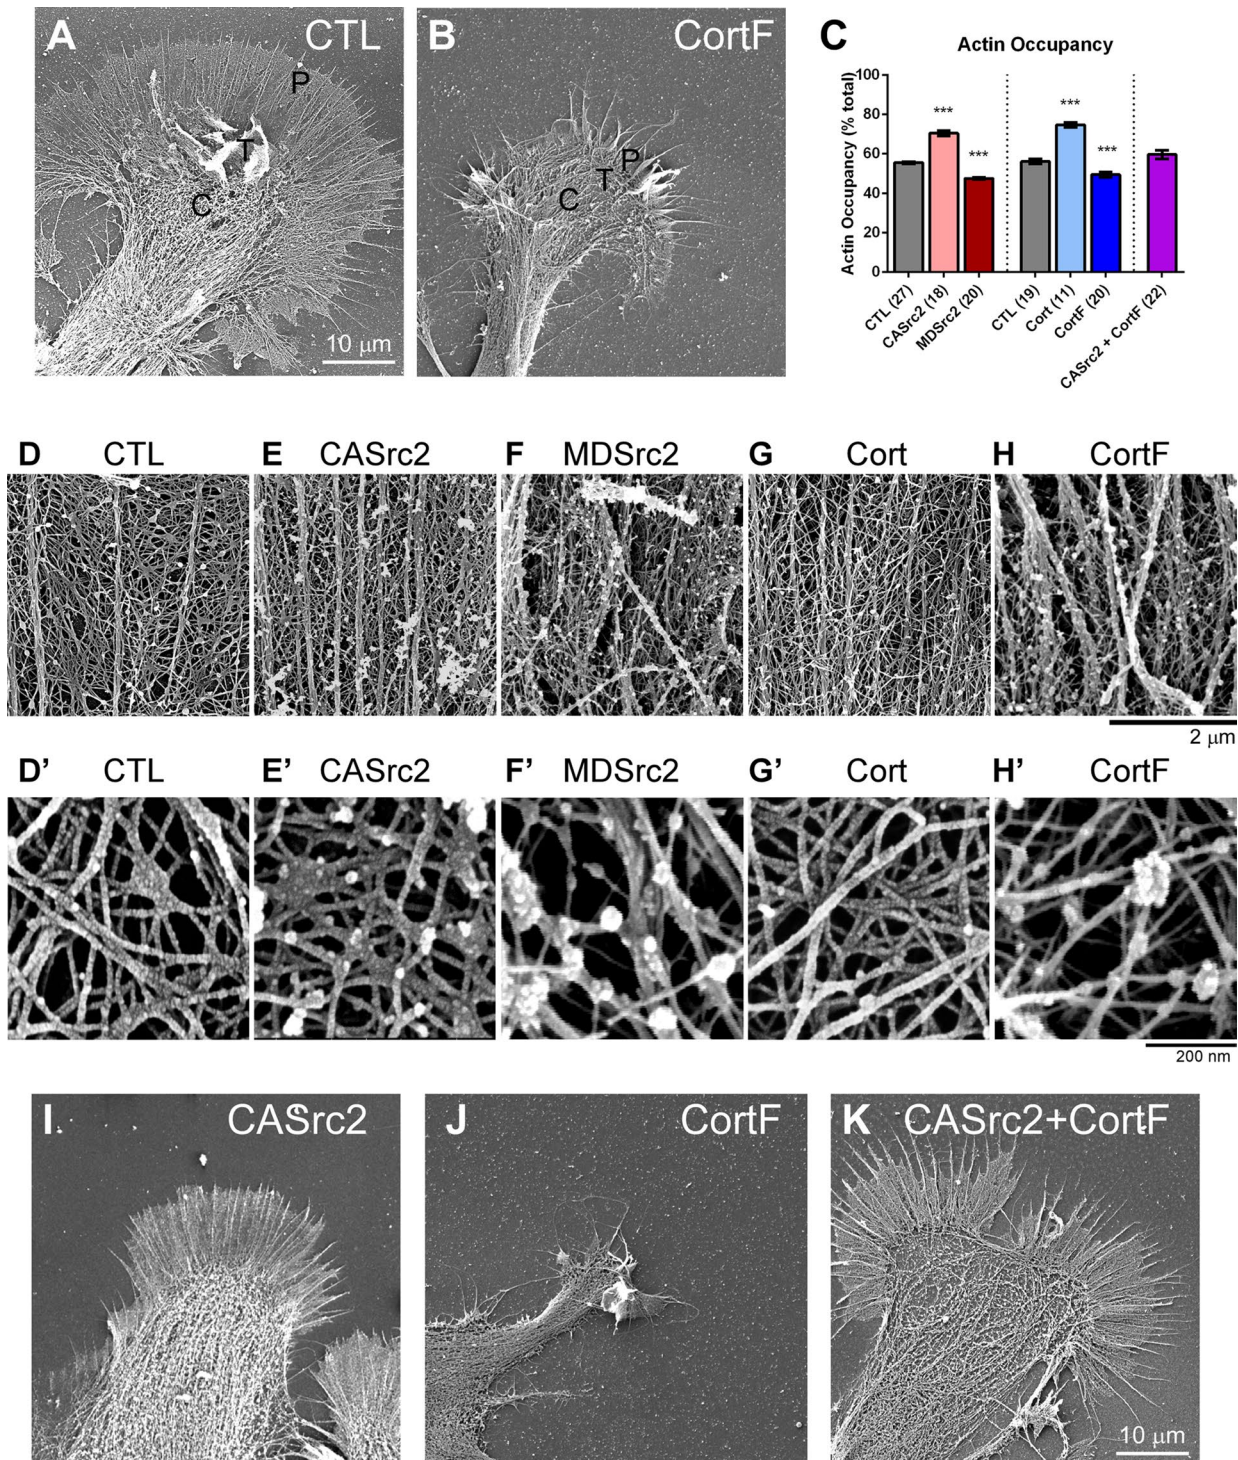 A CTL
P
T
C
10 µm
B CortF
P
T
C
C
Actin Occupancy
Actin Occupancy (% total)
100
80
60
40
20
0
***
***
***
***
CTL (27)
CASrc2 (18)
MDSrc2 (20)
CTL (19)
Cort (11)
CortF (20)
CASrc2 + CortF (22)
D CTL
E CASrc2
F MDSrc2
G Cort
H CortF
2 µm
D’ CTL
E’ CASrc2
F’ MDSrc2
G’ Cort
H’ CortF
200 nm
I CASrc2
J CortF
K CASrc2+CortF
10 µm